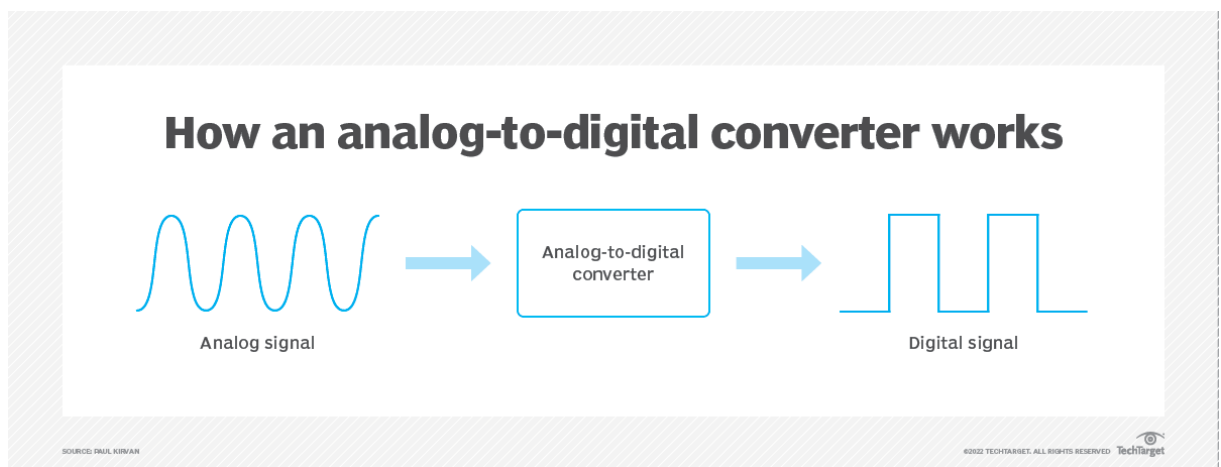 How an analog-to-digital converter works
Analog-to-digital
converter
Analog signal
Digital signal
SOURCE: PAUL KIRVAN
©2022 TECHTARGET. ALL RIGHTS RESERVED TechTarget